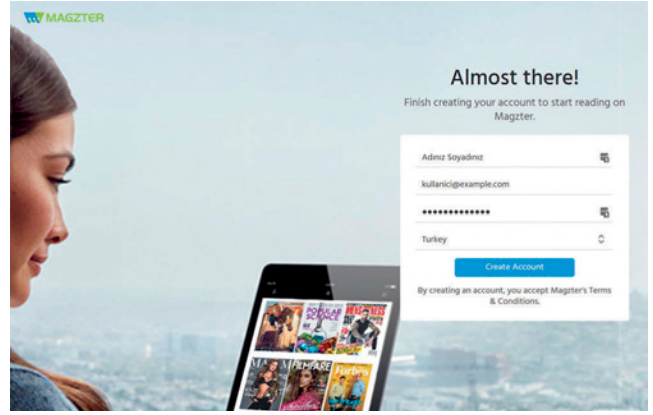 MAGZTER
Almost there!
Finish creating your account to start reading on
Magzter.
Adınız Soyadınız
kullanici@example.com
•••••••••••••
Turkey
Create Account
By creating an account, you accept Magzter's Terms
& Conditions.
POPULAR
SCIENCE
FILMFARE
Forbes